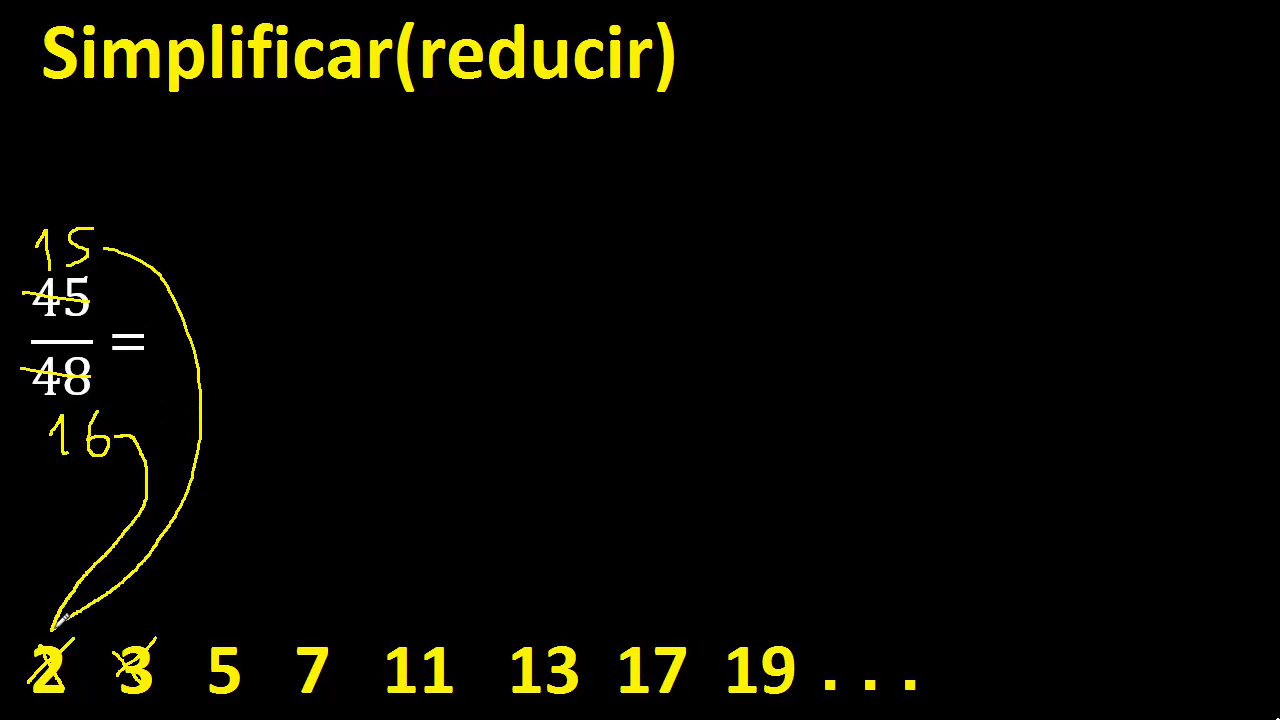 Simplificar(reducir)
15
45
=
48
16
2 3 5 7 11 13 17 19 . . .